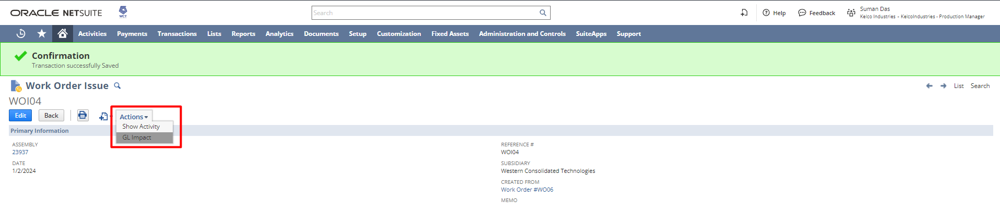 ORACLE NETSUITE
WCT
Search
Help
Feedback
Suman Das
Kelco Industries - KelcoIndustries - Production Manager
Activities Payments Transactions Lists Reports Analytics Documents Setup Customization Fixed Assets Administration and Controls SuiteApps Support
Confirmation
Transaction successfully Saved
Work Order Issue
List Search
WOI04
Edit Back Actions
Show Activity
GL Impact
Primary Information
ASSEMBLY
23937
DATE
1/2/2024
REFERENCE #
WOI04
SUBSIDIARY
Western Consolidated Technologies
CREATED FROM
Work Order #WO06
MEMO